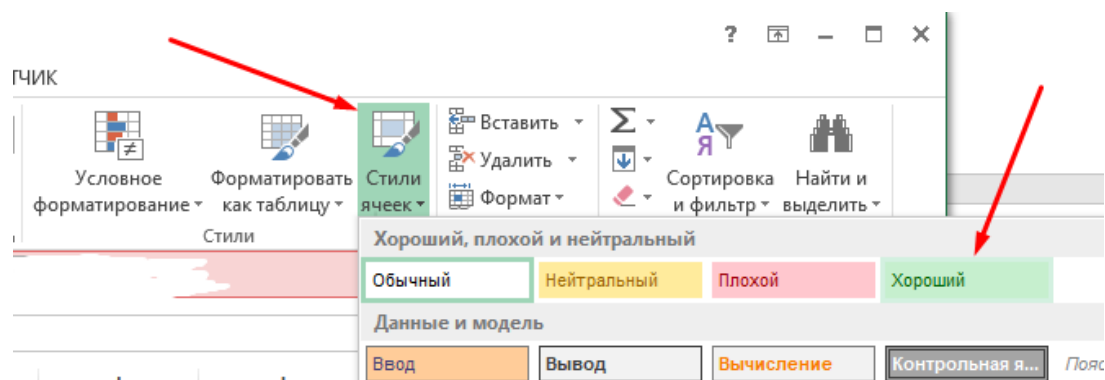 ?
ТЧИК
Условное форматирование
Форматировать как таблицу
Стили ячеек
Вставить
Удалить
Формат
Σ
А
Я
Сортировка и фильтр
Найти и выделить
Стили
Хороший, плохой и нейтральный
Обычный Нейтральный Плохой Хороший
Данные и модель
Ввод Вывод Вычисление Контрольная я... Пояс